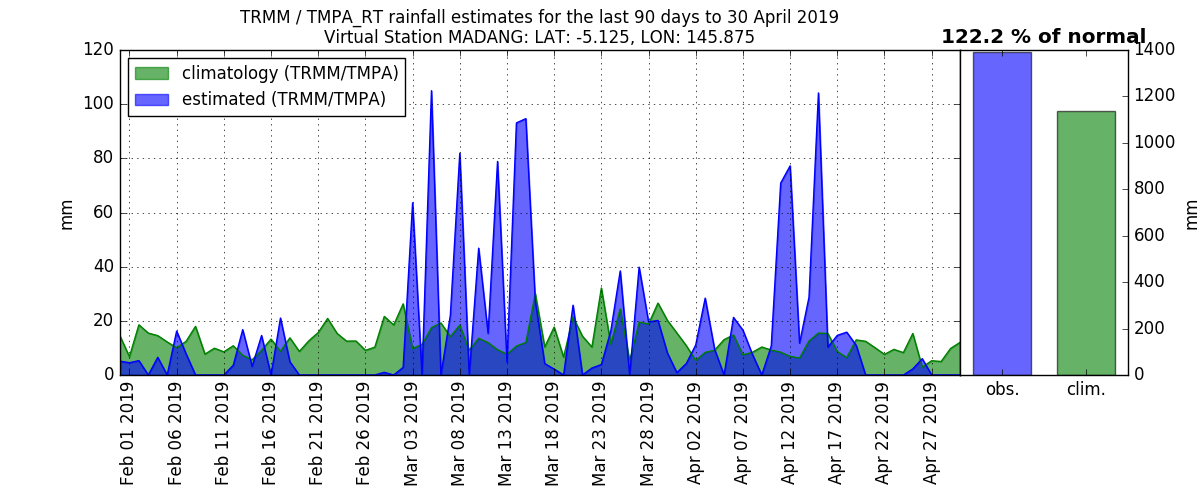 TRMM / TMPA_RT rainfall estimates for the last 90 days to 30 April 2019
Virtual Station MADANG: LAT: -5.125, LON: 145.875
122.2 % of normal
climatology (TRMM/TMPA)
estimated (TRMM/TMPA)
mm
120
100
80
60
40
20
0
Feb 01 2019
Feb 06 2019
Feb 11 2019
Feb 16 2019
Feb 21 2019
Feb 26 2019
Mar 03 2019
Mar 08 2019
Mar 13 2019
Mar 18 2019
Mar 23 2019
Mar 28 2019
Apr 02 2019
Apr 07 2019
Apr 12 2019
Apr 17 2019
Apr 22 2019
Apr 27 2019
1400
1200
1000
800
600
400
200
0
mm
obs.
clim.